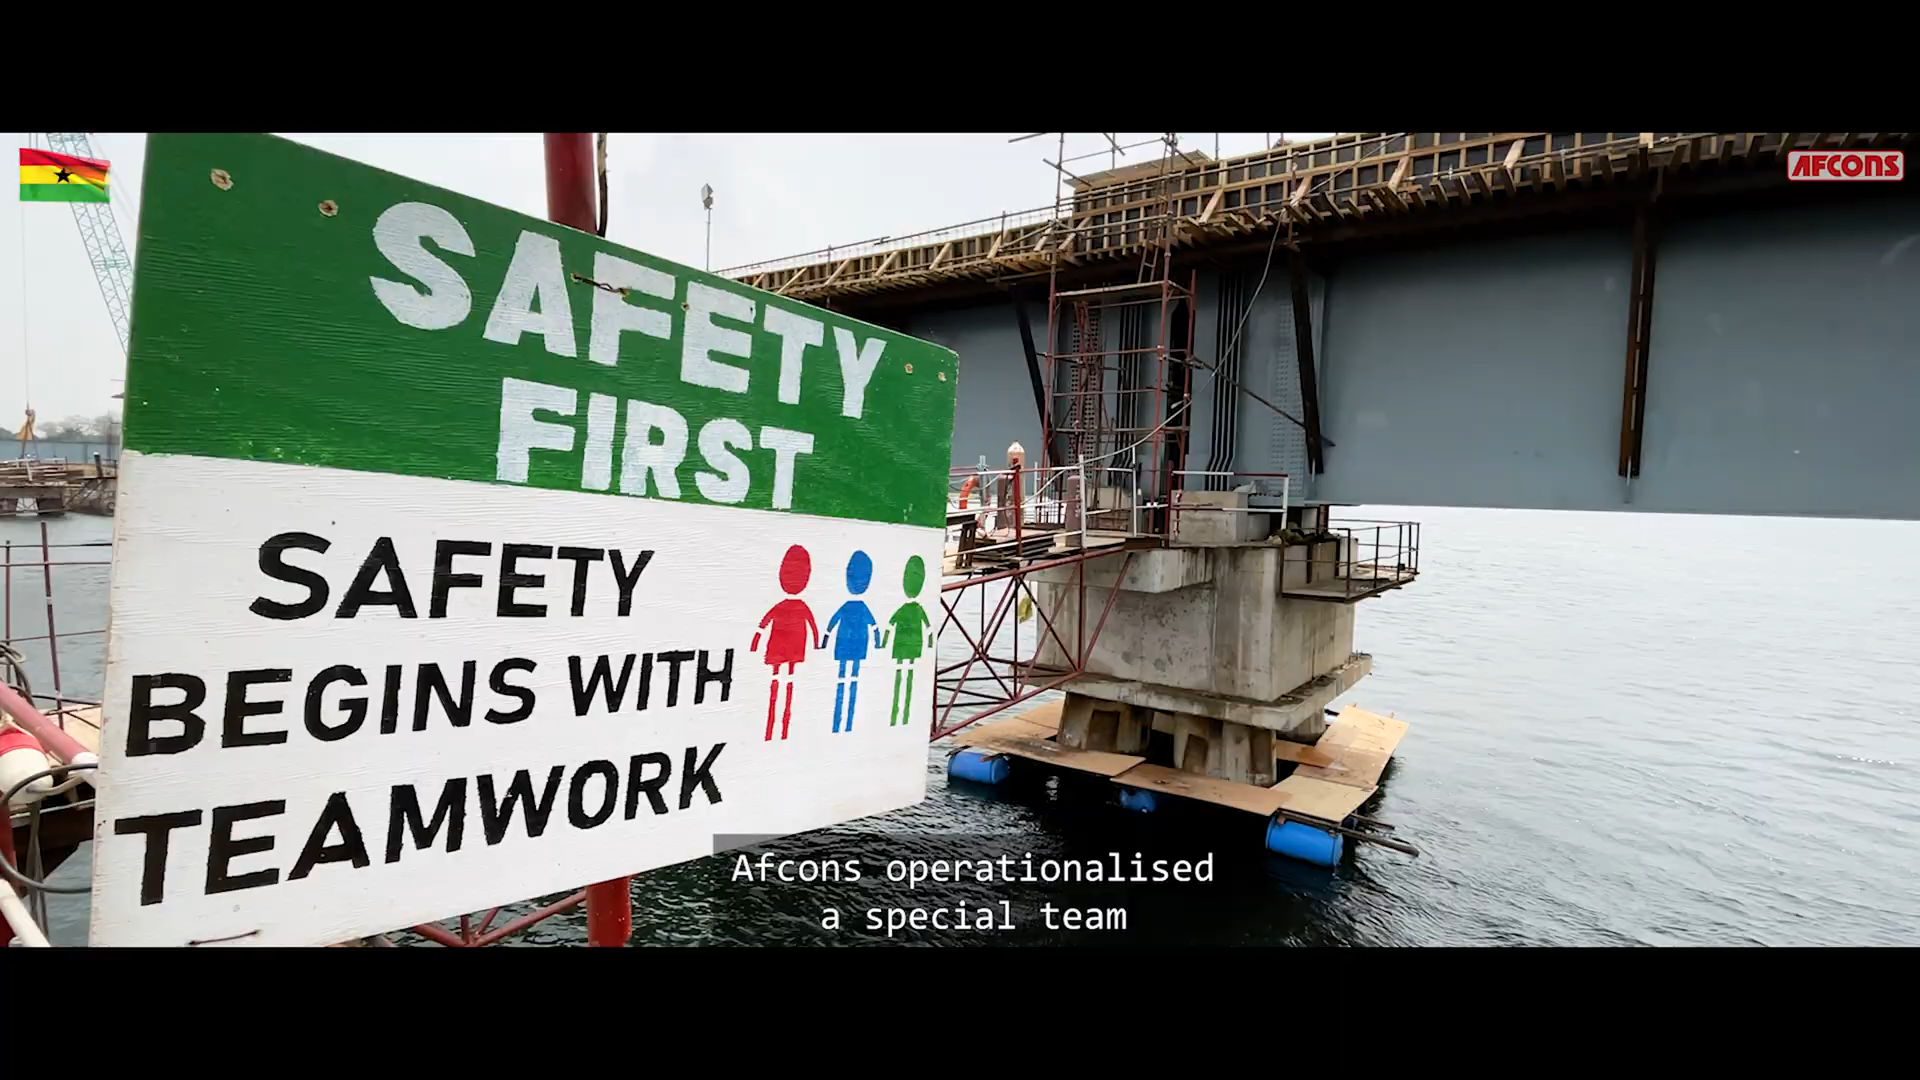 AFCONS
SAFETY
FIRST
SAFETY
BEGINS WITH
TEAMWORK
Afcons operationalised
a special team